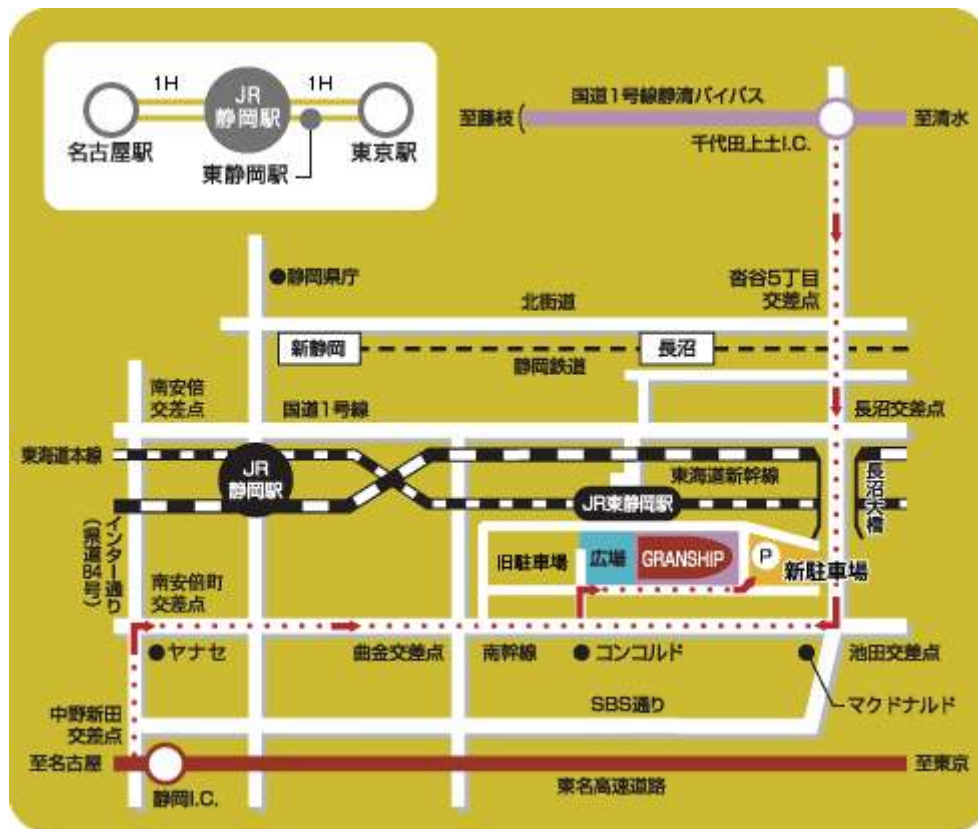 1H
JR
静岡駅
1H
名古屋駅
東静岡駅
東京駅
国道1号線静清バイパス
至藤枝
至清水
千代田上土I.C.
●静岡県庁
沓谷5丁目
交差点
北街道
新静岡
長沼
静岡鉄道
南安倍
交差点
国道1号線
長沼交差点
東海道本線
JR
静岡駅
東海道新幹線
長沼大橋
JR東静岡駅
インター通り
(県道84号)
旧駐車場
広場
GRANSHIP
P
新駐車場
南安倍町
交差点
●ヤナセ
曲金交差点
南幹線
●コンコルド
池田交差点
マクドナルド
SBS通り
中野新田
交差点
至名古屋
至東京
東名高速道路
静岡I.C.